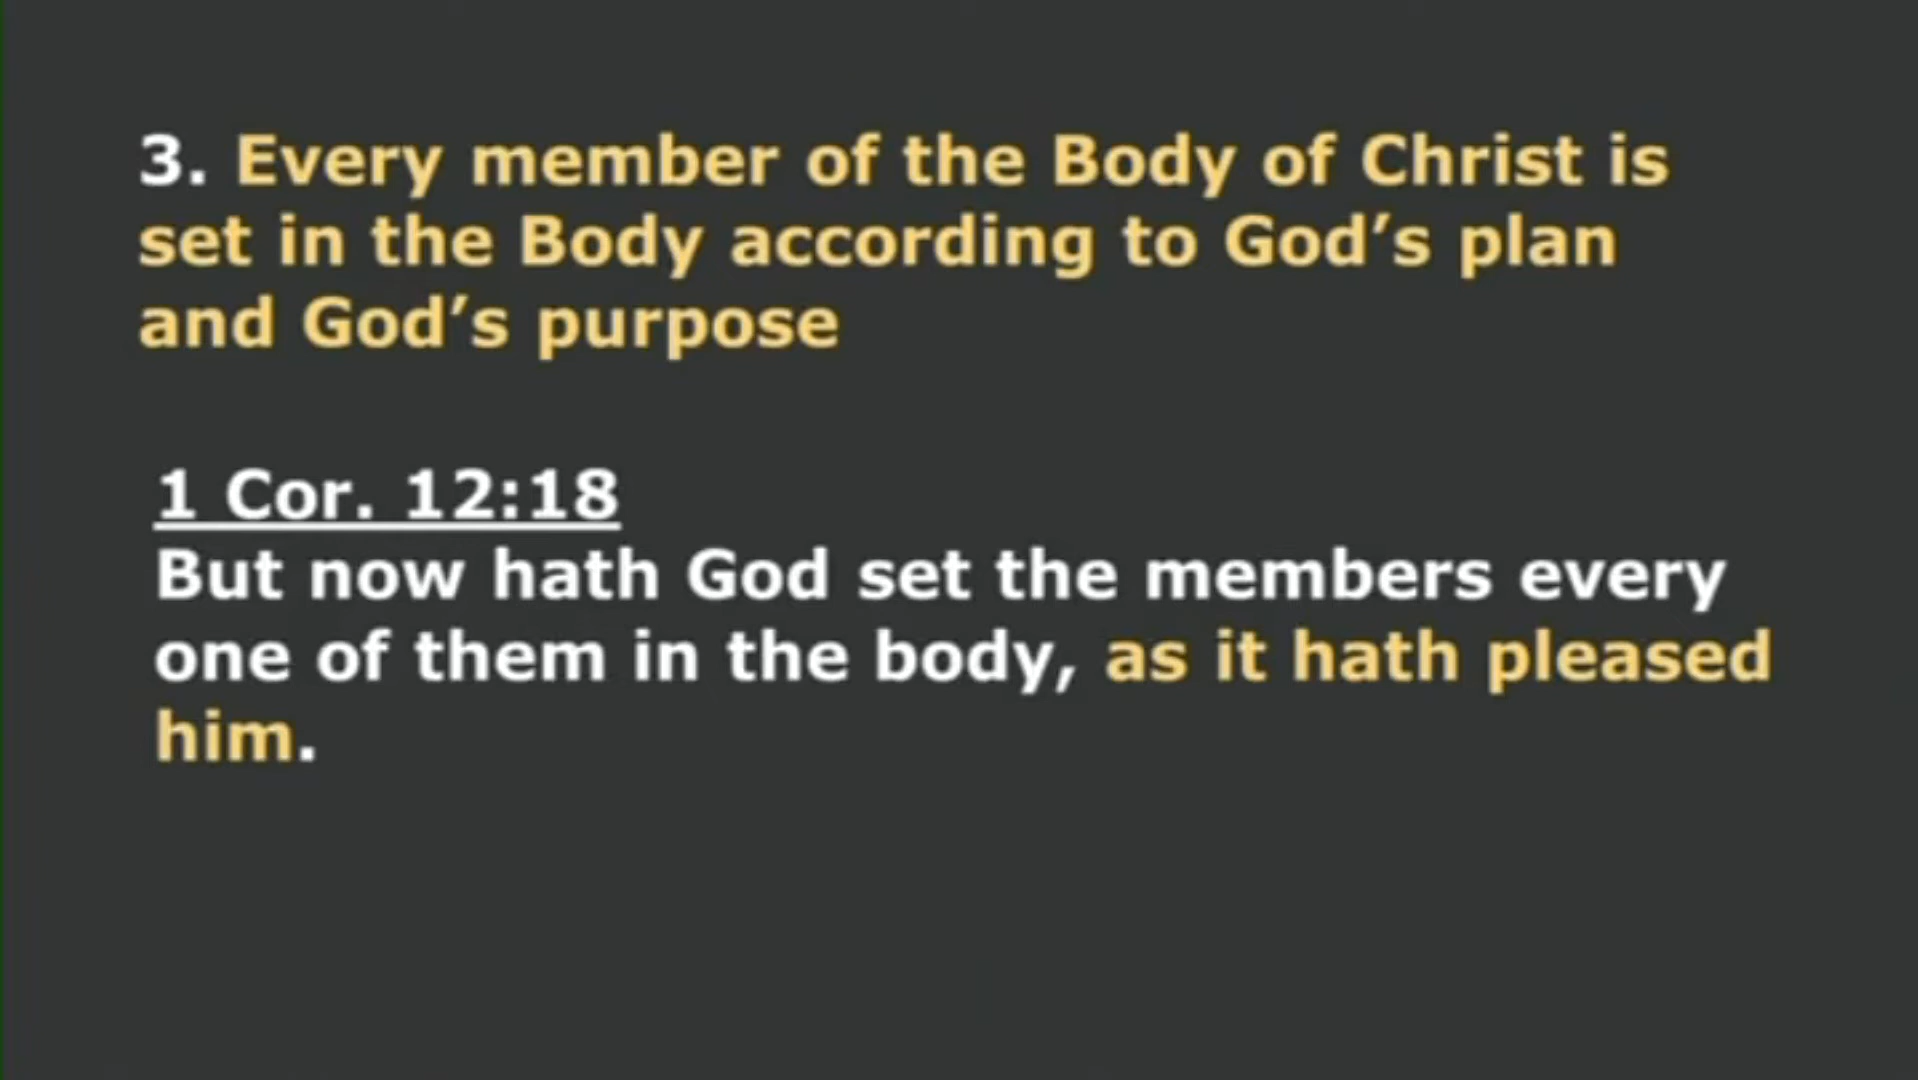 3. Every member of the Body of Christ is
set in the Body according to God’s plan
and God’s purpose
1 Cor. 12:18
But now hath God set the members every
one of them in the body, as it hath pleased
him.